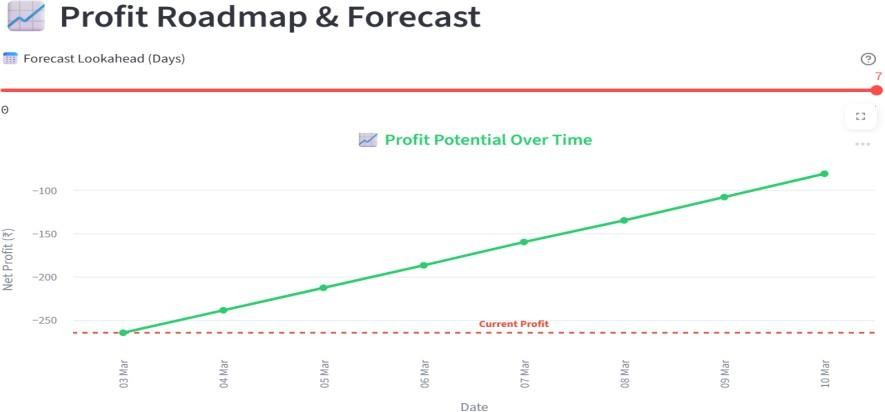 📈 Profit Roadmap & Forecast
📅 Forecast Lookahead (Days)
7
0
📈 Profit Potential Over Time
Net Profit (₹)
−100
−150
−200
−250
Current Profit
03 Mar
04 Mar
05 Mar
06 Mar
07 Mar
08 Mar
09 Mar
10 Mar
Date